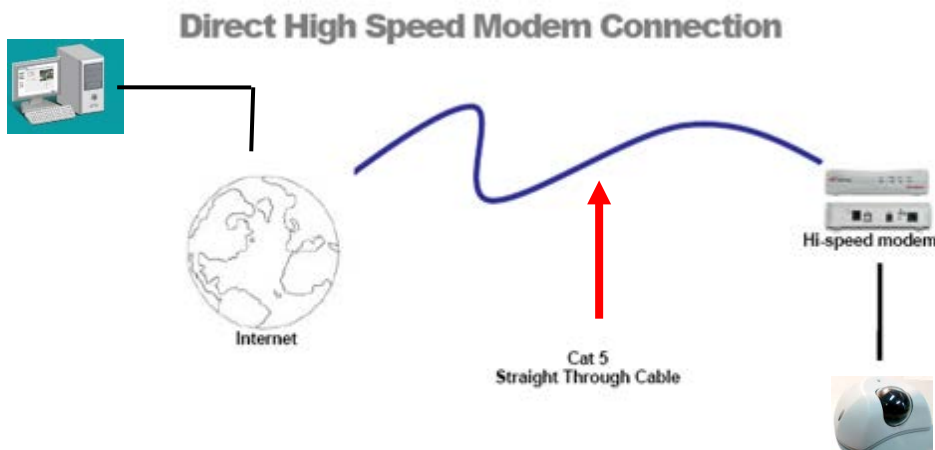 Direct High Speed Modem Connection
Hi-speed modem
Internet
Cat 5
Straight Through Cable